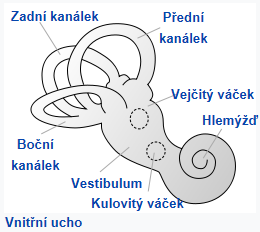 Zadní kanálek
Přední
kanálek
Vejčitý váček
Hlemýžď
Boční
kanálek
Vestibulum
Kulovitý váček
Vnitřní ucho